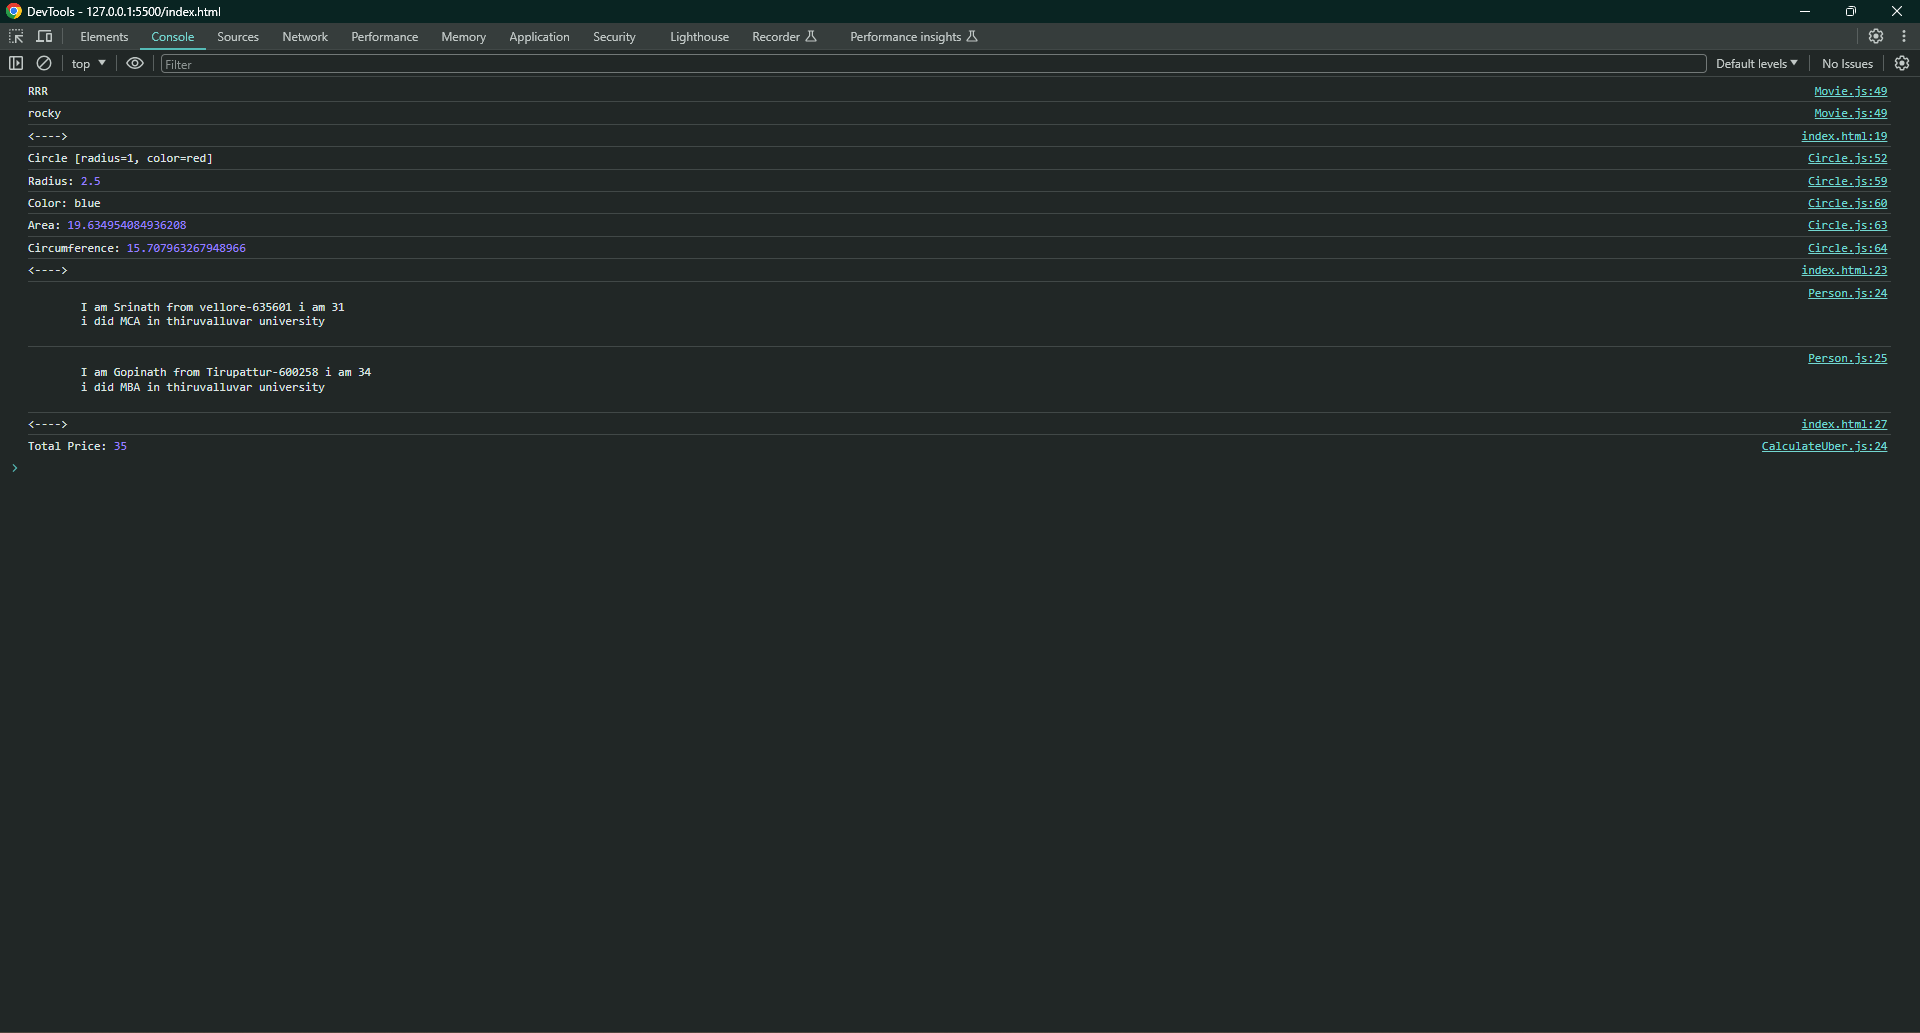 DevTools - 127.0.0.1:5500/index.html
Elements Console Sources Network Performance Memory Application Security Lighthouse Recorder Performance insights
top Filter Default levels No Issues
RRR Movie.js:49
rocky Movie.js:49
<----> index.html:19
Circle [radius=1, color=red] Circle.js:52
Radius: 2.5 Circle.js:59
Color: blue Circle.js:60
Area: 19.634954084936208 Circle.js:63
Circumference: 15.707963267948966 Circle.js:64
<----> index.html:23
Person.js:24
I am Srinath from vellore-635601 i am 31
i did MCA in thiruvalluvar university
Person.js:25
I am Gopinath from Tirupattur-600258 i am 34
i did MBA in thiruvalluvar university
<----> index.html:27
Total Price: 35 CalculateUber.js:24